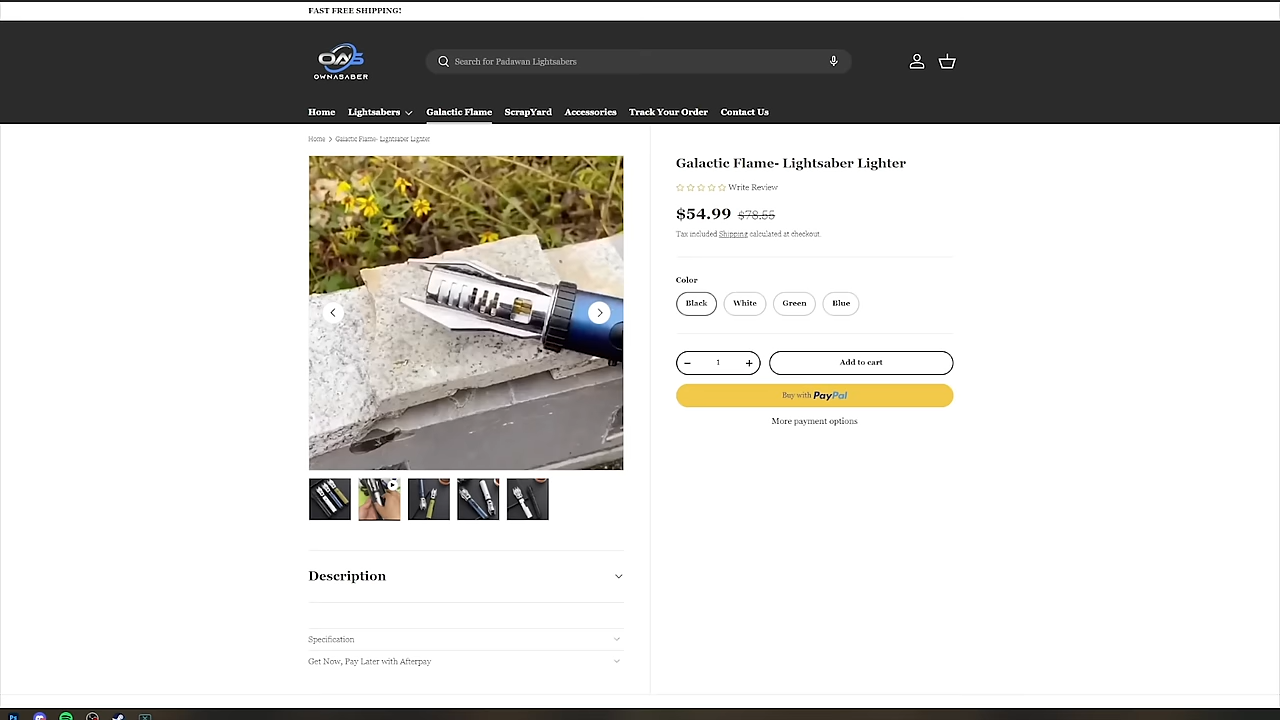 FAST FREE SHIPPING!
OAS
OWNASABER
Search for Padawan Lightsabers
Home Lightsabers Galactic Flame ScrapYard Accessories Track Your Order Contact Us
Home > Galactic Flame- Lightsaber Lighter
Galactic Flame- Lightsaber Lighter
Write Review
$54.99 $78.55
Tax included Shipping calculated at checkout.
Color
Black White Green Blue
− 1 + Add to cart
Buy with PayPal
More payment options
Description
Specification
Get Now, Pay Later with Afterpay